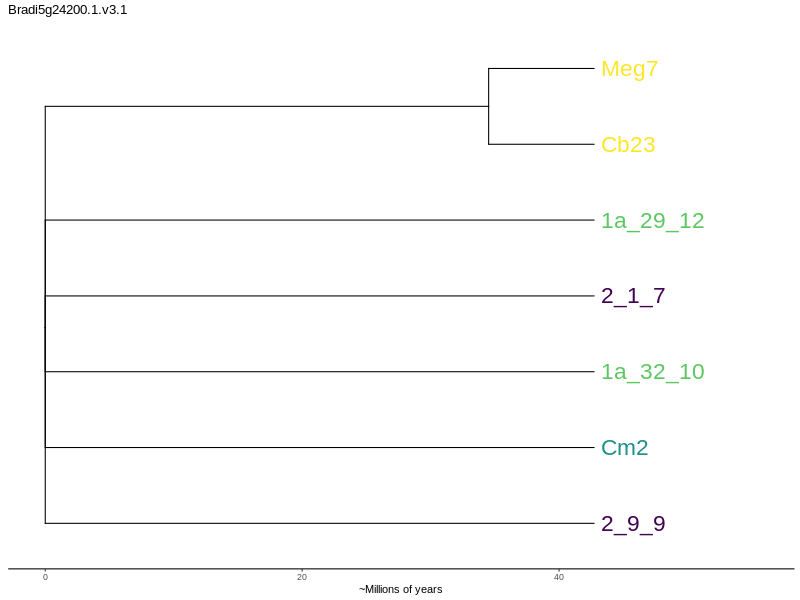 Bradi5g24200.1.v3.1
Meg7
Cb23
1a_29_12
2_1_7
1a_32_10
Cm2
2_9_9
0 20 40
~Millions of years